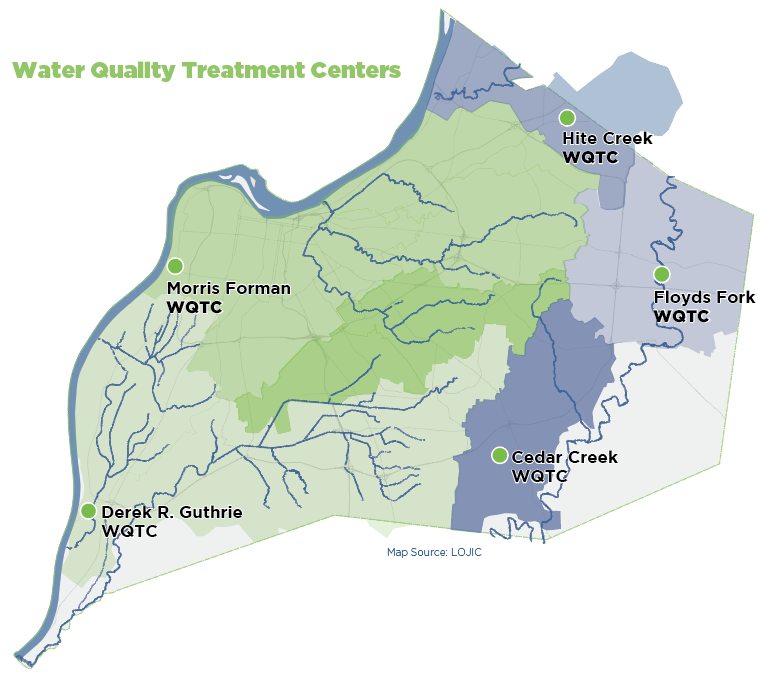 Water Quality Treatment Centers
Hite Creek
WQTC
Morris Forman
WQTC
Floyds Fork
WQTC
Cedar Creek
WQTC
Derek R. Guthrie
WQTC
Map Source: LOJIC